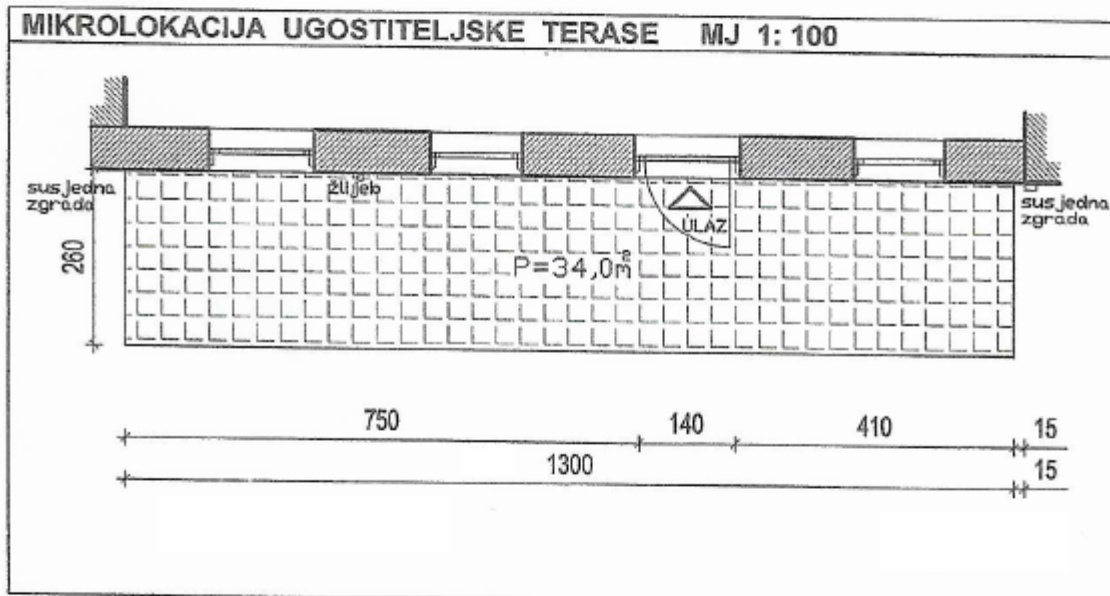 MIKROLOKACIJA UGOSTITELJSKE TERASE MJ 1: 100
susjedna
zgrada
žlijeb
ULAZ
susjedna
zgrada
260
P=34,0m²
750
140
410
15
1300
15